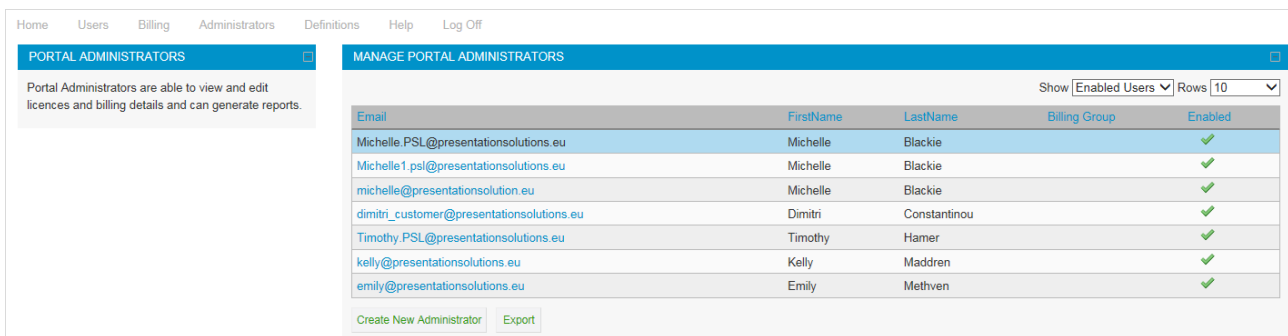 Home Users Billing Administrators Definitions Help Log Off
PORTAL ADMINISTRATORS
Portal Administrators are able to view and edit
licences and billing details and can generate reports.
MANAGE PORTAL ADMINISTRATORS
Show Enabled Users Rows 10
Email FirstName LastName Billing Group Enabled
Michelle.PSL@presentationsolutions.eu Michelle Blackie
Michelle1.psl@presentationsolutions.eu Michelle Blackie
michelle@presentationsolution.eu Michelle Blackie
dimitri_customer@presentationsolutions.eu Dimitri Constantinou
Timothy.PSL@presentationsolutions.eu Timothy Hamer
kelly@presentationsolutions.eu Kelly Maddren
emily@presentationsolutions.eu Emily Methven
Create New Administrator Export